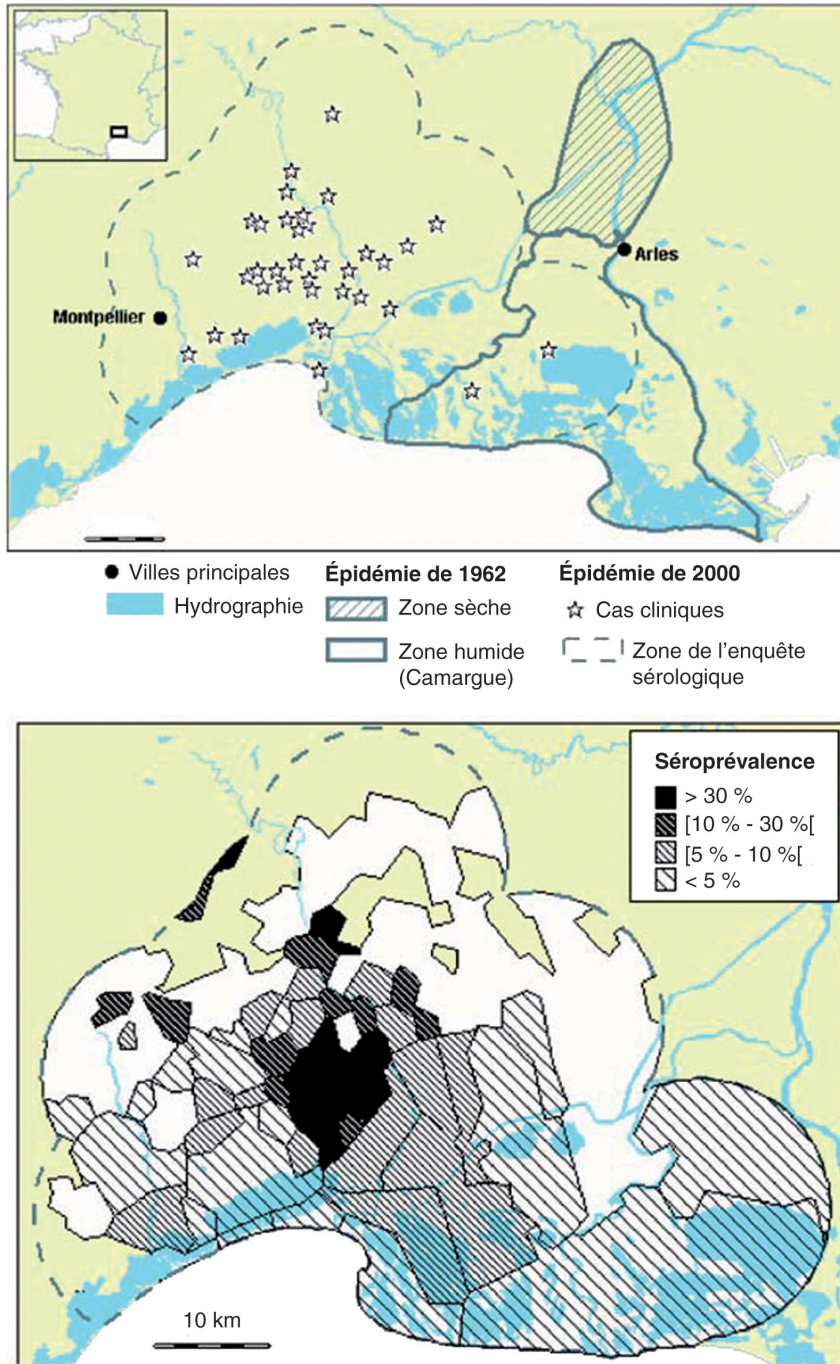 Arles
Montpellier
Villes principales
Hydrographie
Épidémie de 1962
Zone sèche
Zone humide
(Camargue)
Épidémie de 2000
Cas cliniques
Zone de l'enquête
sérologique
Séroprévalence
> 30 %
[10 % - 30 %[
[5 % - 10 %[
< 5 %
10 km